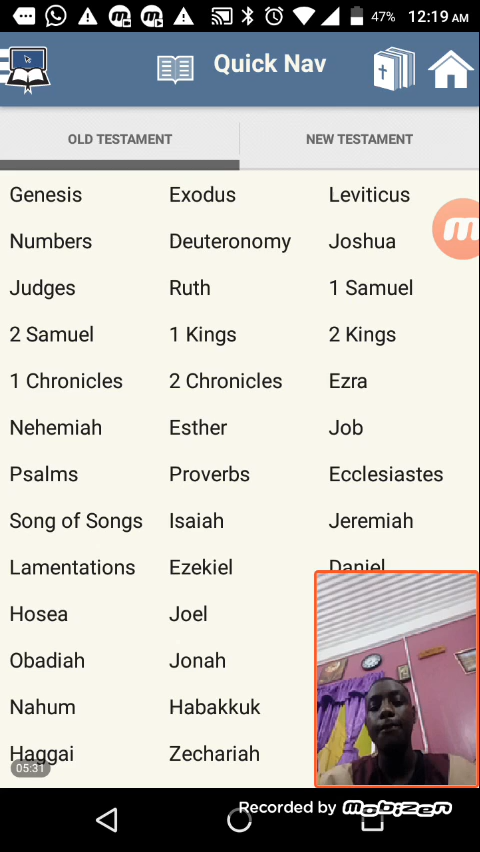 47% 12:19 AM
Quick Nav
OLD TESTAMENT NEW TESTAMENT
Genesis Exodus Leviticus
Numbers Deuteronomy Joshua
Judges Ruth 1 Samuel
2 Samuel 1 Kings 2 Kings
1 Chronicles 2 Chronicles Ezra
Nehemiah Esther Job
Psalms Proverbs Ecclesiastes
Song of Songs Isaiah Jeremiah
Lamentations Ezekiel Daniel
Hosea Joel
Obadiah Jonah
Nahum Habakkuk
Haggai Zechariah
05:31
Recorded by mobizen